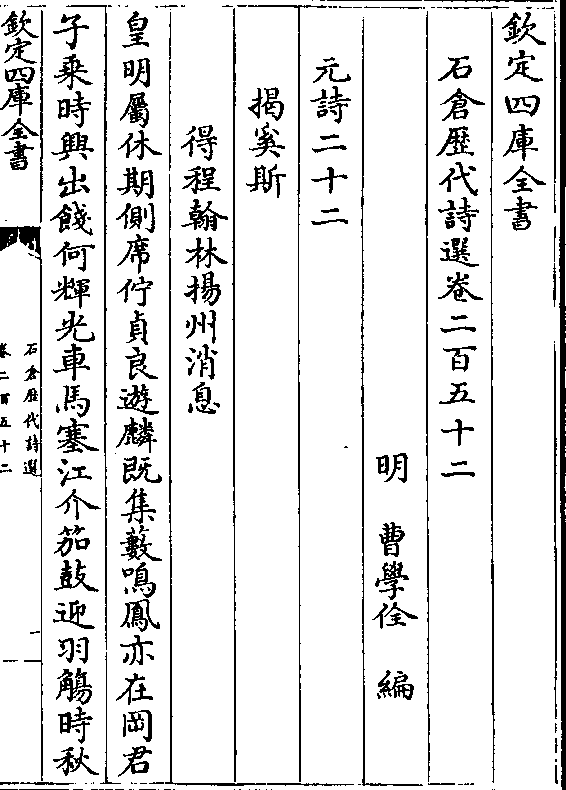 欽定四庫全書
石倉歷代詩選卷二百五十二
明 曹學佺 編
元詩二十二
揭奚斯
得程翰林揚州消息
皇明屬休期側席佇貞良遊麟既集藪鳴鳳亦在岡君
子乗時興出餞何輝光車馬塞江介笳鼓迎羽觴時秋
欽定四庫全書
石倉歷代詩選
卷二百五十二
一